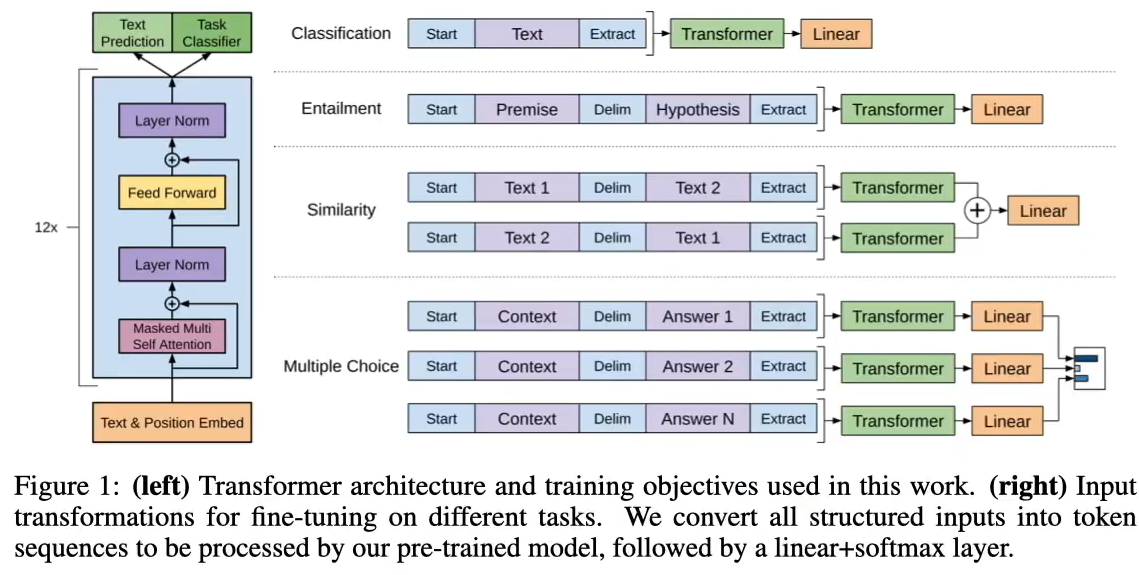 Text
Prediction
Task
Classifier
12x
Layer Norm
Feed Forward
Layer Norm
Masked Multi
Self Attention
Text & Position Embed
Classification
Start Text Extract Transformer Linear
Entailment
Start Premise Delim Hypothesis Extract Transformer Linear
Similarity
Start Text 1 Delim Text 2 Extract Transformer
Linear
Start Text 2 Delim Text 1 Extract Transformer
Multiple Choice
Start Context Delim Answer 1 Extract Transformer Linear
Start Context Delim Answer 2 Extract Transformer Linear
Start Context Delim Answer N Extract Transformer Linear
Figure 1: (left) Transformer architecture and training objectives used in this work. (right) Input
transformations for fine-tuning on different tasks. We convert all structured inputs into token
sequences to be processed by our pre-trained model, followed by a linear+softmax layer.